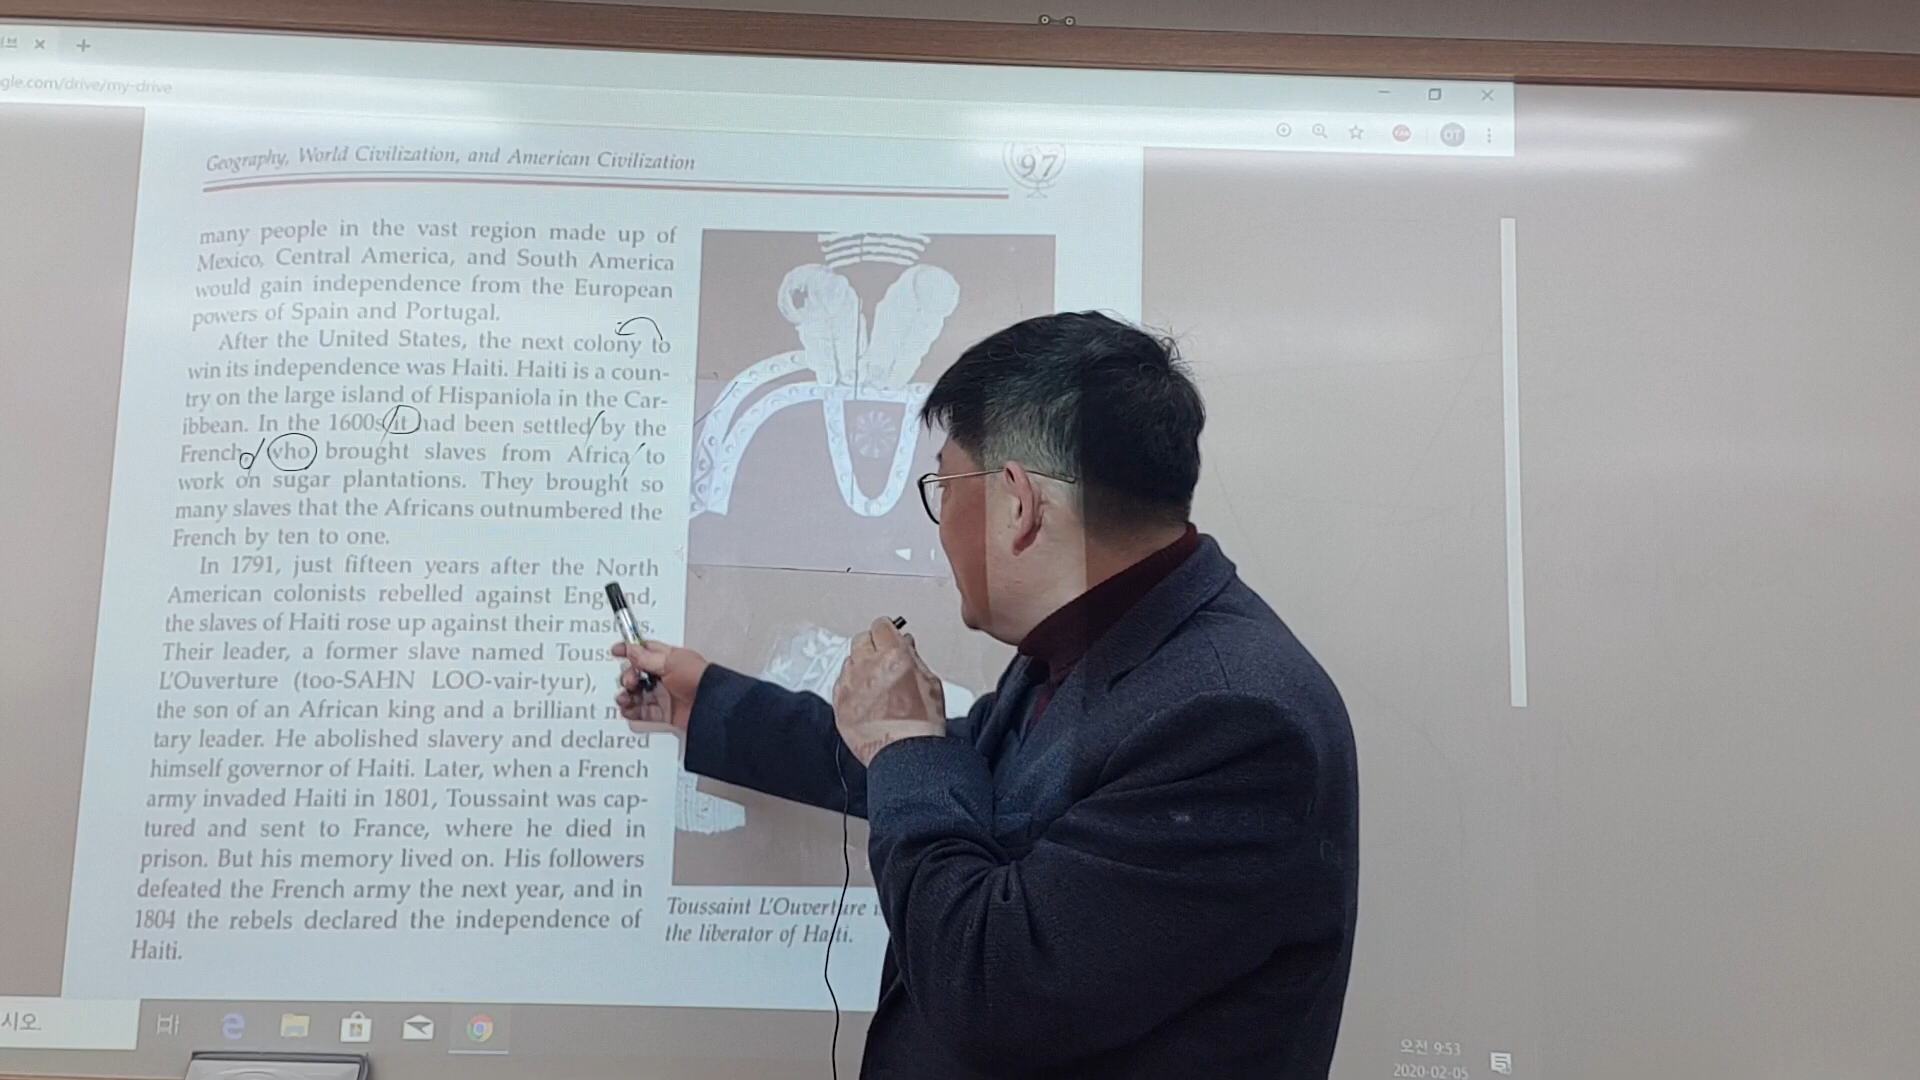 gle.com/drive/my-drive
Geography, World Civilization, and American Civilization
97
many people in the vast region made up of
Mexico, Central America, and South America
would gain independence from the European
powers of Spain and Portugal.
After the United States, the next colony to
win its independence was Haiti. Haiti is a coun-
try on the large island of Hispaniola in the Car-
ibbean. In the 1600s it had been settled by the
French, who brought slaves from Africa to
work on sugar plantations. They brought so
many slaves that the Africans outnumbered the
French by ten to one.
In 1791, just fifteen years after the North
American colonists rebelled against England,
the slaves of Haiti rose up against their masters.
Their leader, a former slave named
L'Ouverture (too-SAHN LOO-vair-tyur),
the son of an African king and a brilliant
tary leader. He abolished slavery and declared
himself governor of Haiti. Later, when a French
army invaded Haiti in 1801, Toussaint was cap-
tured and sent to France, where he died in
prison. But his memory lived on. His followers
defeated the French army the next year, and in
1804 the rebels declared the independence of
Haiti.
Toussaint L'Ouverture
the liberator of Haiti.
시오.
오전 9:53
2020-02-05